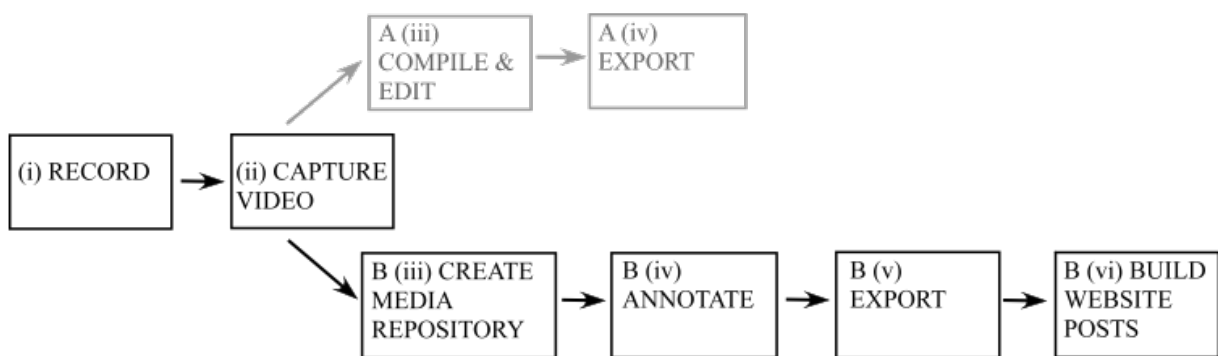 A (iii)
COMPILE &
EDIT
A (iv)
EXPORT
(i) RECORD
(ii) CAPTURE
VIDEO
B (iii) CREATE
MEDIA
REPOSITORY
B (iv)
ANNOTATE
B (v)
EXPORT
B (vi) BUILD
WEBSITE
POSTS